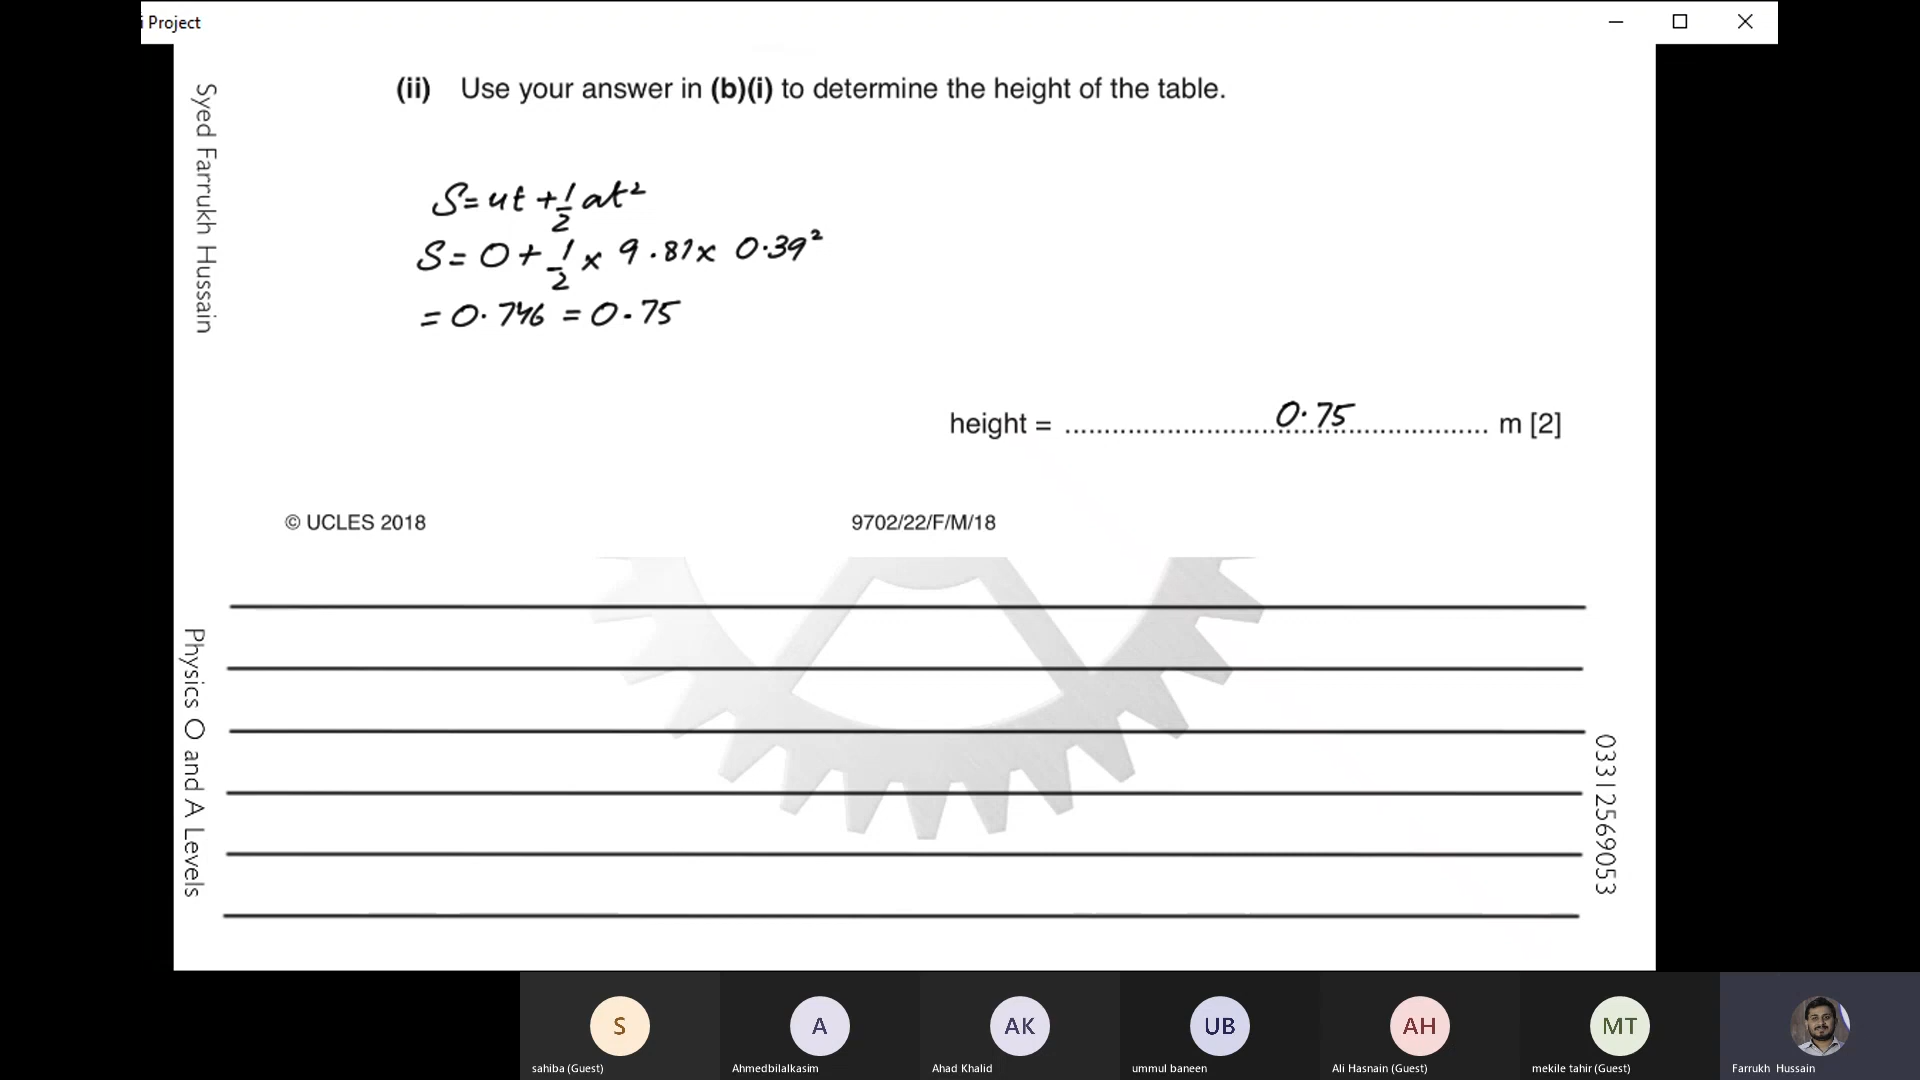 i Project
(ii) Use your answer in (b)(i) to determine the height of the table.
S = ut + 1/2 at²
S = 0 + 1/2 × 9.81 × 0.39²
= 0.746 = 0.75
height = .................... 0.75 .................... m [2]
© UCLES 2018
9702/22/F/M/18
Syed Farrukh Hussain
Physics O and A Levels
03312569053
S
A
AK
UB
AH
MT
sahiba (Guest)
Ahmedbilalkasim
Ahad Khalid
ummul baneen
Ali Hasnain (Guest)
mekile tahir (Guest)
Farrukh Hussain